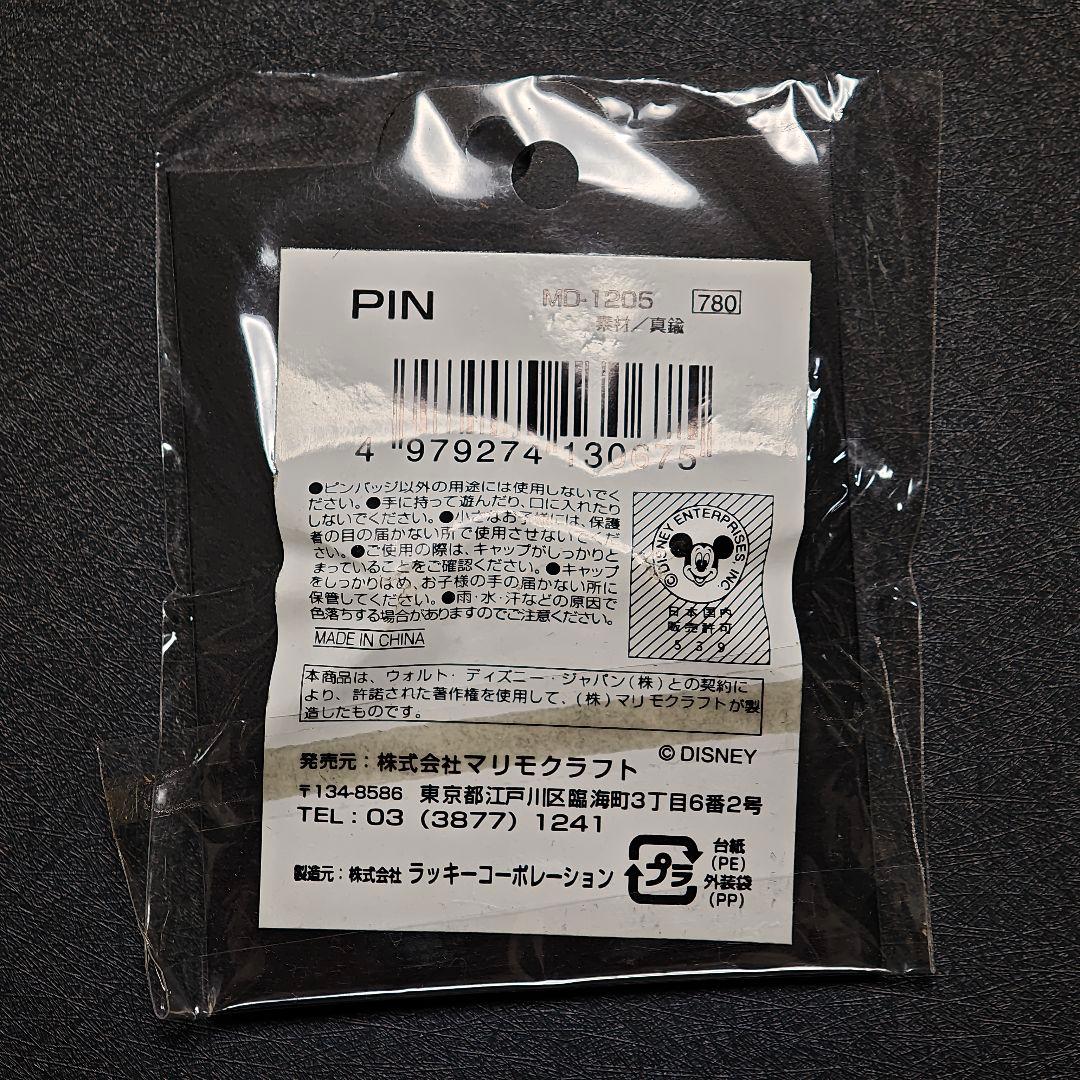 PIN
MD-1205
780
素材/真鍮
4 979274 130675
●ピンバッジ以外の用途には使用しないでく
ださい。●手に持って遊んだり、口に入れたり
しないでください。●小さなお子様には、保護
者の目の届かない所で使用させないでくだ
さい。●ご使用の際は、キャップがしっかりと
まっていることをご確認ください。●キャップ
をしっかりはめ、お子様の手の届かない所に
保管してください。●雨・水・汗などの原因で
色落ちする場合がありますのでご注意ください。
MADE IN CHINA
©DISNEY ENTERPRISES, INC.
日本国内
販売許可
539
本商品は、ウォルト・ディズニー・ジャパン(株)との契約に
より、許諾された著作権を使用して、(株)マリモクラフトが製
造したものです。
© DISNEY
発売元：株式会社マリモクラフト
〒134-8586 東京都江戸川区臨海町3丁目6番2号
TEL：03（3877）1241
製造元：株式会社 ラッキーコーポレーション
プラ
台紙
(PE)
外装袋
(PP)